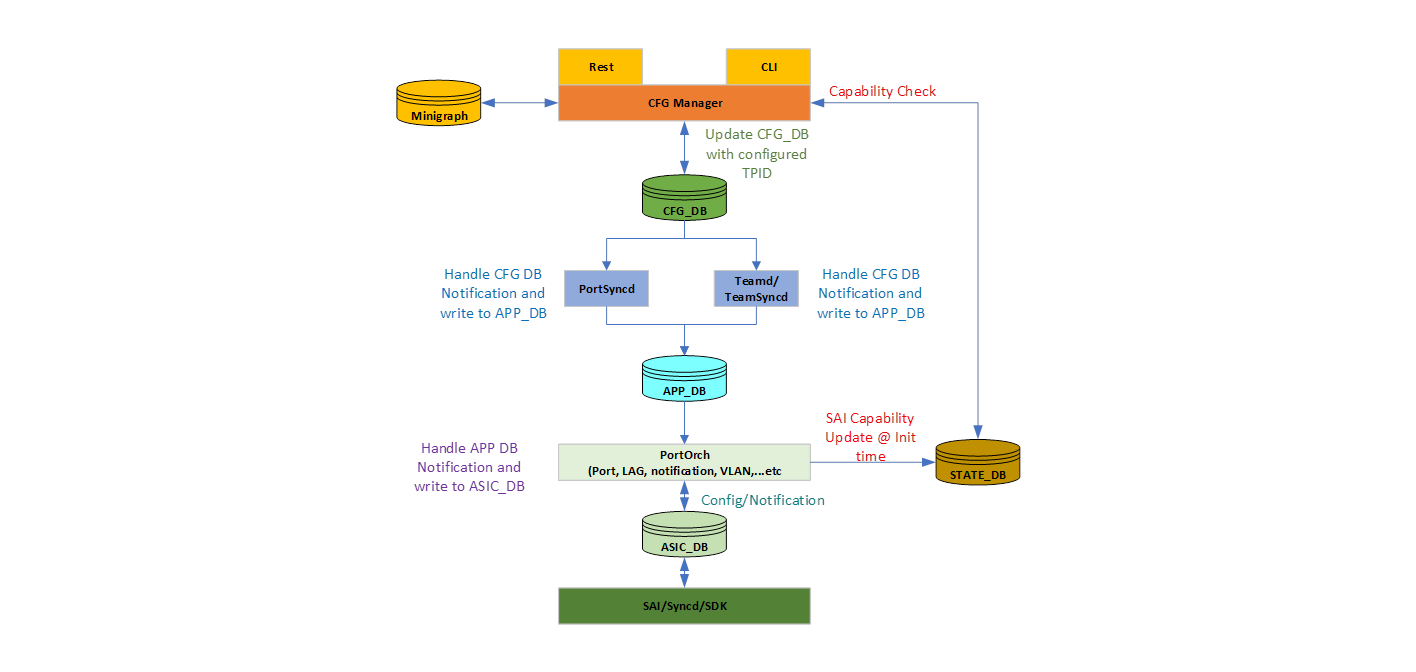 Rest
CLI
CFG Manager
Capability Check
Minigraph
Update CFG_DB
with configured
TPID
CFG_DB
Handle CFG DB
Notification and
write to APP_DB
PortSyncd
Teamd/
TeamSyncd
Handle CFG DB
Notification and
write to APP_DB
APP_DB
SAI Capability
Update @ Init
time
Handle APP DB
Notification and
write to ASIC_DB
PortOrch
(Port, LAG, notification, VLAN,...etc
STATE_DB
Config/Notification
ASIC_DB
SAI/Syncd/SDK